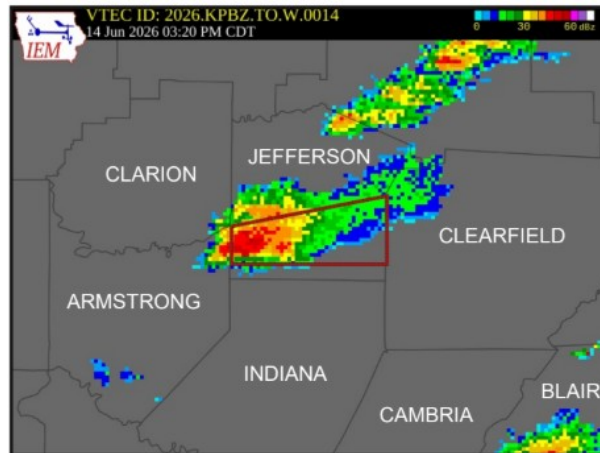 VTEC ID: 2026.KPBZ.TO.W.0014
14 Jun 2026 03:20 PM CDT
IEM
0 30 60 dBz
JEFFERSON
CLARION
CLEARFIELD
ARMSTRONG
INDIANA
BLAIR
CAMBRIA